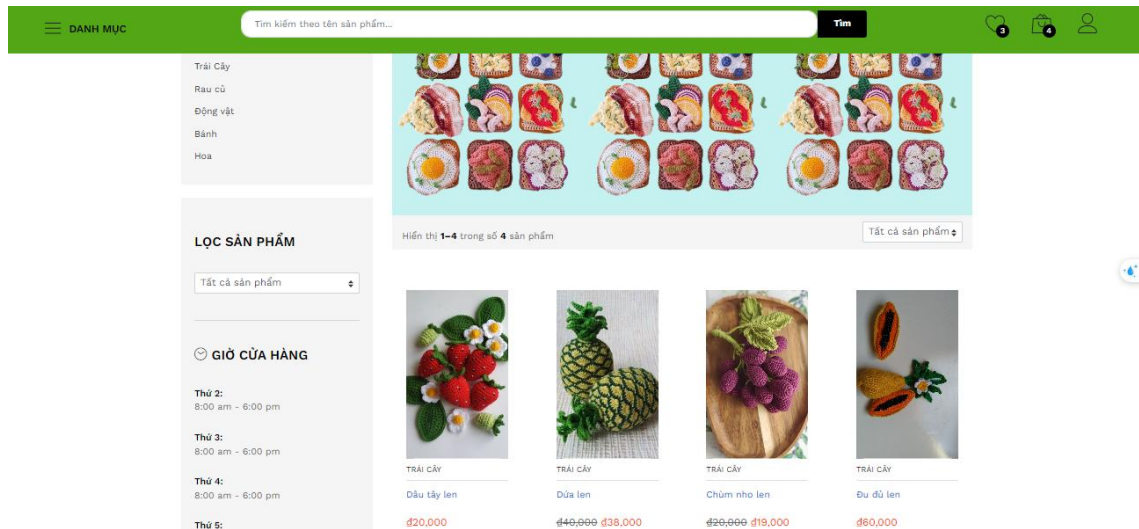 DANH MỤC
Tìm kiếm theo tên sản phẩm...
Tìm
3
4
Trái Cây
Rau củ
Động vật
Bánh
Hoa
LỌC SẢN PHẨM
Tất cả sản phẩm
GIỜ CỬA HÀNG
Thứ 2:
8:00 am - 6:00 pm
Thứ 3:
8:00 am - 6:00 pm
Thứ 4:
8:00 am - 6:00 pm
Thứ 5:
Hiển thị 1–4 trong số 4 sản phẩm
Tất cả sản phẩm
TRÁI CÂY
Dâu tây len
đ20,000
TRÁI CÂY
Dứa len
đ40,000 đ38,000
TRÁI CÂY
Chùm nho len
đ20,000 đ19,000
TRÁI CÂY
Đu đủ len
đ60,000